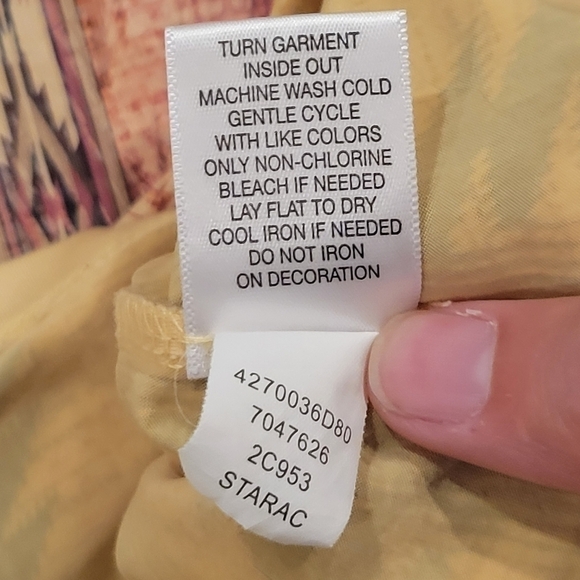 TURN GARMENT
INSIDE OUT
MACHINE WASH COLD
GENTLE CYCLE
WITH LIKE COLORS
ONLY NON-CHLORINE
BLEACH IF NEEDED
LAY FLAT TO DRY
COOL IRON IF NEEDED
DO NOT IRON
ON DECORATION
4270036D80
7047626
2C953
STARAC